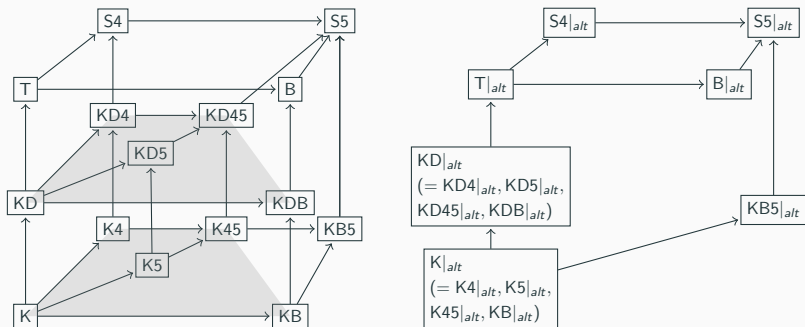 S4
S5
T
B
KD4
KD45
KD5
KD
KDB
K4
K45
KB5
K5
K
KB
S4|alt
S5|alt
T|alt
B|alt
KD|alt
(= KD4|alt, KD5|alt,
KD45|alt, KDB|alt)
KB5|alt
K|alt
(= K4|alt, K5|alt,
K45|alt, KB|alt)